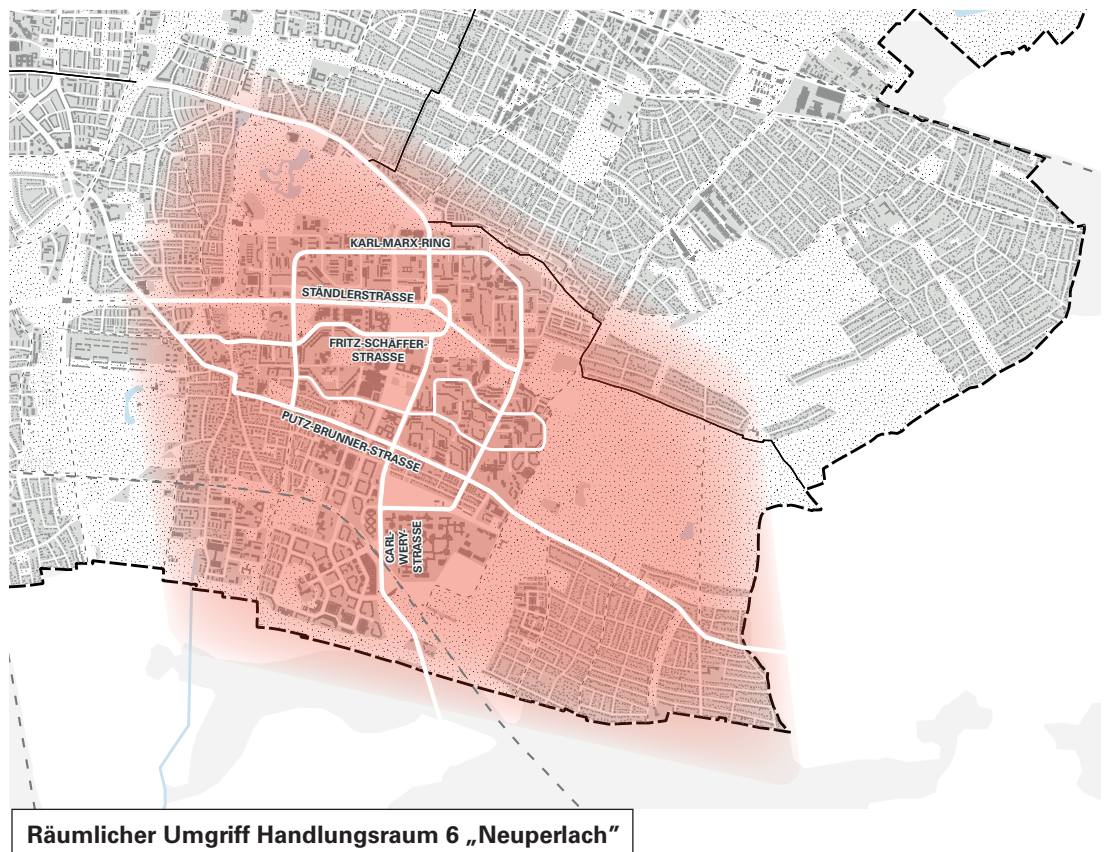 KARL-MARX-RING
STÄNDLERSTRASSE
FRITZ-SCHÄFFER-
STRASSE
PUTZ-BRUNNER-STRASSE
CARL-
WERY-
STRASSE
Räumlicher Umgriff Handlungsraum 6 „Neuperlach”